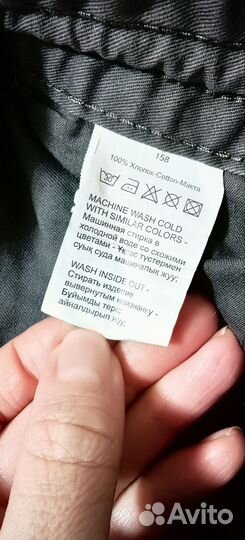 158
100% Хлопок-Cotton-Мақта
MACHINE WASH COLD
WITH SIMILAR COLORS -
Машинная стирка в
холодной воде со схожими
цветами - Ұқсас түстермен
суық суда машиналық жуу;
WASH INSIDE OUT -
Стирать изделие
вывернутым наизнанку -
Бұйымды теріс
айналдырып жуу
Avito